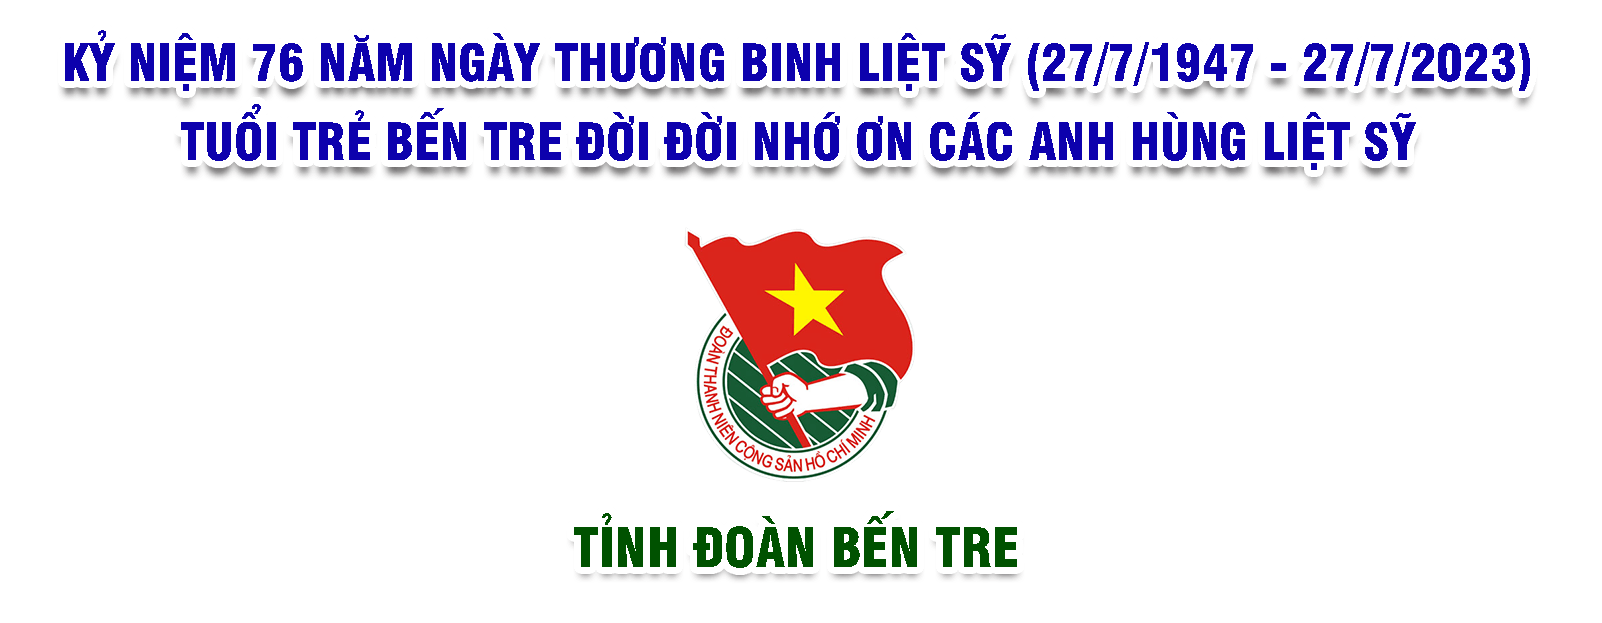 KỶ NIỆM 76 NĂM NGÀY THƯƠNG BINH LIỆT SỸ (27/7/1947 - 27/7/2023)
TUỔI TRẺ BẾN TRE ĐỜI ĐỜI NHỚ ƠN CÁC ANH HÙNG LIỆT SỸ
ĐOÀN THANH NIÊN CỘNG SẢN HỒ CHÍ MINH
TỈNH ĐOÀN BẾN TRE